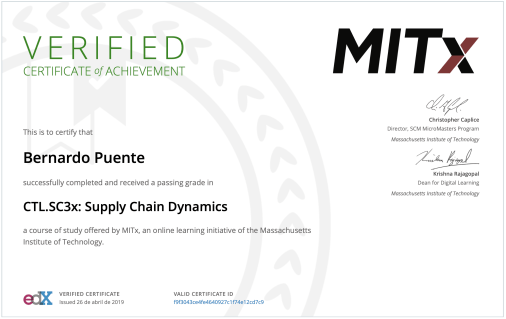 VERIFIED
CERTIFICATE of ACHIEVEMENT
MITx
This is to certify that
Bernardo Puente
successfully completed and received a passing grade in
CTL.SC3x: Supply Chain Dynamics
a course of study offered by MITx, an online learning initiative of the Massachusetts
Institute of Technology.
Christopher Caplice
Director, SCM MicroMasters Program
Massachusetts Institute of Technology
Krishna Rajagopal
Dean for Digital Learning
Massachusetts Institute of Technology
edX
VERIFIED CERTIFICATE
Issued 26 de abril de 2019
VALID CERTIFICATE ID